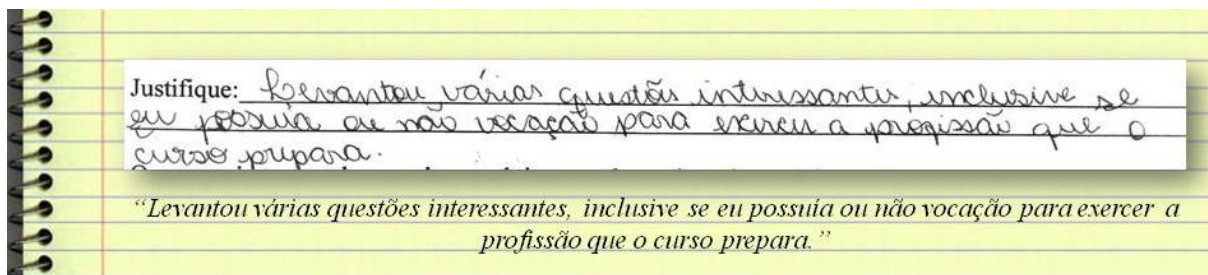 Justifique: Levantou várias questões interessantes, inclusive se
eu possuia ou não vocação para exercer a profissão que o
curso prepara.
“Levantou várias questões interessantes, inclusive se eu possuía ou não vocação para exercer a
profissão que o curso prepara.”